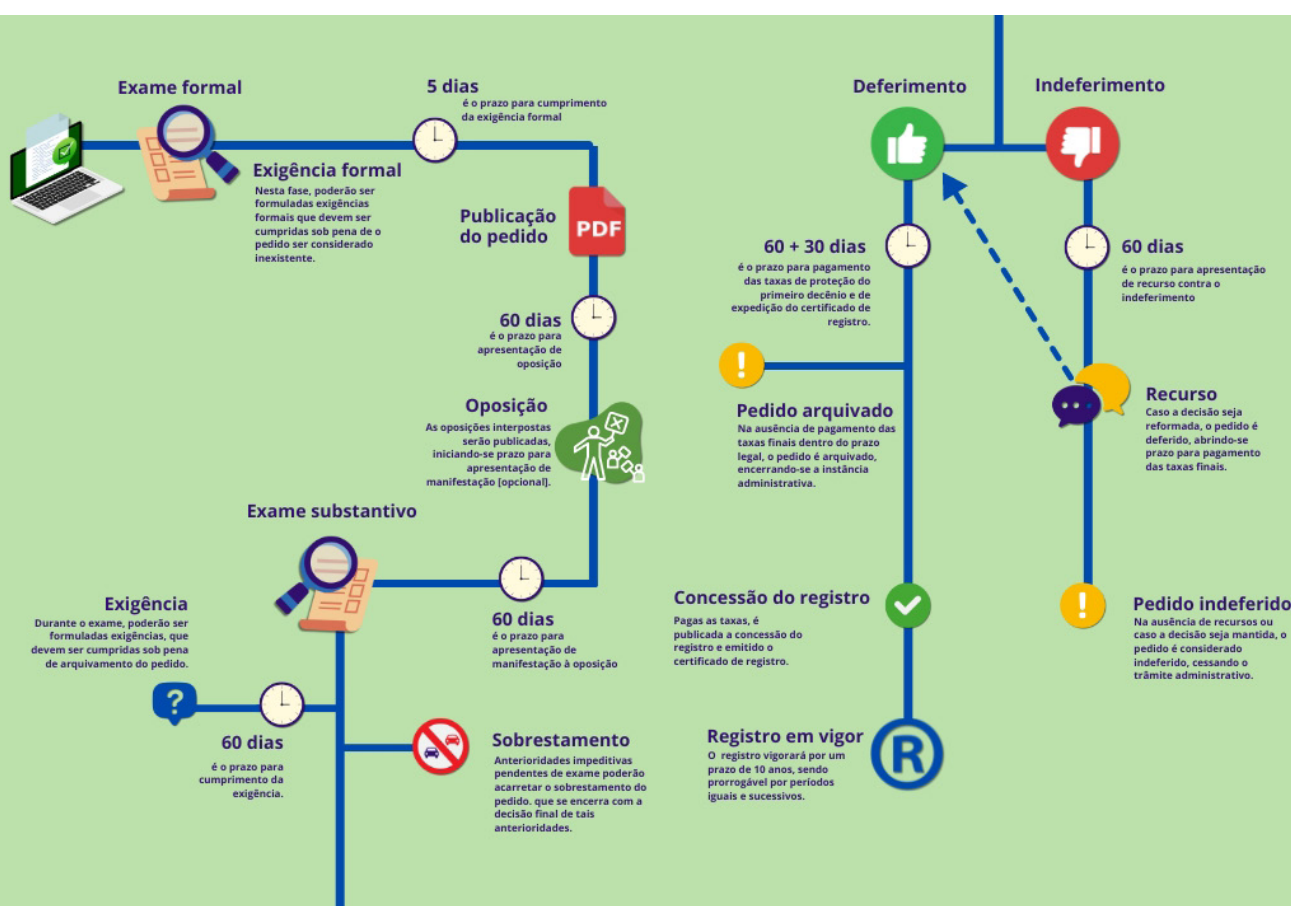 Exame formal
5 dias
é o prazo para cumprimento
da exigência formal
Exigência formal
Nesta fase, poderão ser
formuladas exigências
formais que devem ser
cumpridas sob pena de o
pedido ser considerado
inexistente.
Publicação
do pedido
PDF
60 dias
é o prazo para
apresentação de
oposição
Oposição
As oposições interpostas
serão publicadas,
iniciando-se prazo para
apresentação de
manifestação [opcional].
Exame substantivo
60 dias
é o prazo para
apresentação de
manifestação à oposição
Exigência
Durante o exame, poderão ser
formuladas exigências, que
devem ser cumpridas sob pena
de arquivamento do pedido.
?
60 dias
é o prazo para
cumprimento da
exigência.
Sobrestamento
Anterioridades impeditivas
pendentes de exame poderão
acarretar o sobrestamento do
pedido. que se encerra com a
decisão final de tais
anterioridades.
Deferimento
Indeferimento
60 + 30 dias
é o prazo para pagamento
das taxas de proteção do
primeiro decênio e de
expedição do certificado de
registro.
60 dias
é o prazo para apresentação
de recurso contra o
indeferimento
!
Pedido arquivado
Na ausência de pagamento das
taxas finais dentro do prazo
legal, o pedido é arquivado,
encerrando-se a instância
administrativa.
Recurso
Caso a decisão seja
reformada, o pedido é
deferido, abrindo-se
prazo para pagamento
das taxas finais.
Concessão do registro
Pagas as taxas, é
publicada a concessão do
registro e emitido o
certificado de registro.
!
Pedido indeferido
Na ausência de recursos ou
caso a decisão seja mantida, o
pedido é considerado
indeferido, cessando o
trâmite administrativo.
Registro em vigor
O registro vigorará por um
prazo de 10 anos, sendo
prorrogável por períodos
iguais e sucessivos.
R